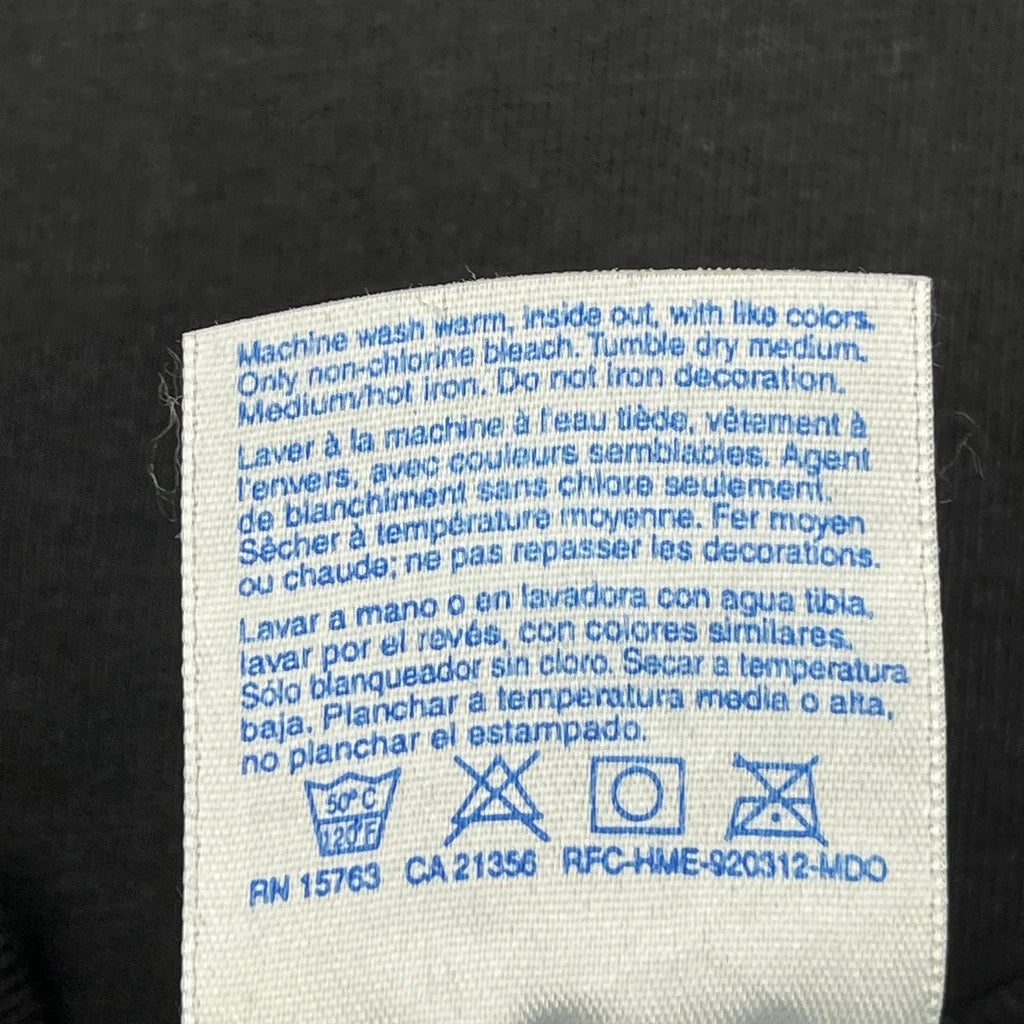 Machine wash warm, inside out, with like colors.
Only non-chlorine bleach. Tumble dry medium.
Medium/hot iron. Do not iron decoration.
Laver à la machine à l'eau tiède, vêtement à
l'envers, avec couleurs semblables. Agent
de blanchiment sans chlore seulement.
Sécher à température moyenne. Fer moyen
ou chaude; ne pas repasser les decorations.
Lavar a mano o en lavadora con agua tibia,
lavar por el revés, con colores similares.
Sólo blanqueador sin cloro. Secar a temperatura
baja. Planchar a temperatura media o alta,
no planchar el estampado.
50°C
120°F
RN 15763 CA 21356 RFC-HME-920312-MDO